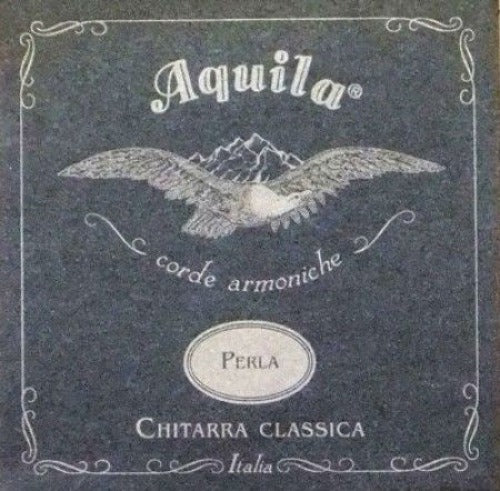 Aquila®
corde armoniche
PERLA
CHITARRA CLASSICA
Italia